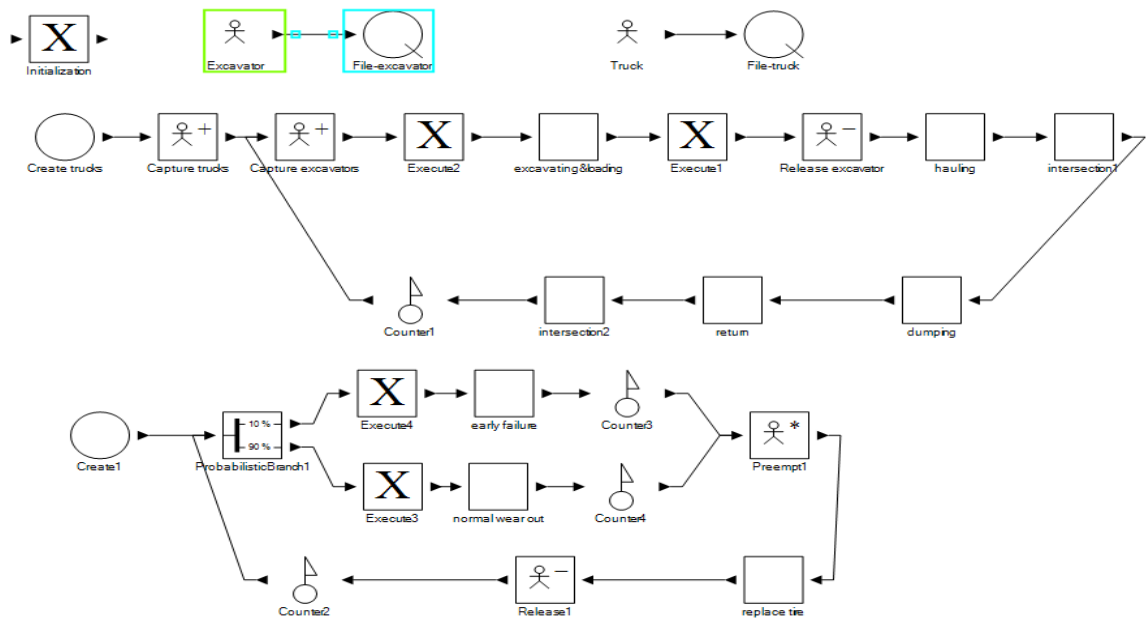 X
Initialization
Excavator
File-excavator
Truck
File-truck
Create trucks
+
Capture trucks
+
Capture excavators
X
Execute2
excavating &loading
X
Execute1
−
Release excavator
hauling
intersection1
Counter1
intersection2
return
dumping
Create1
10 %
90 %
ProbabilisticBranch1
X
Execute4
early failure
Counter3
X
Execute3
normal wear out
Counter4
*
Preempt1
Counter2
−
Release1
replace tire